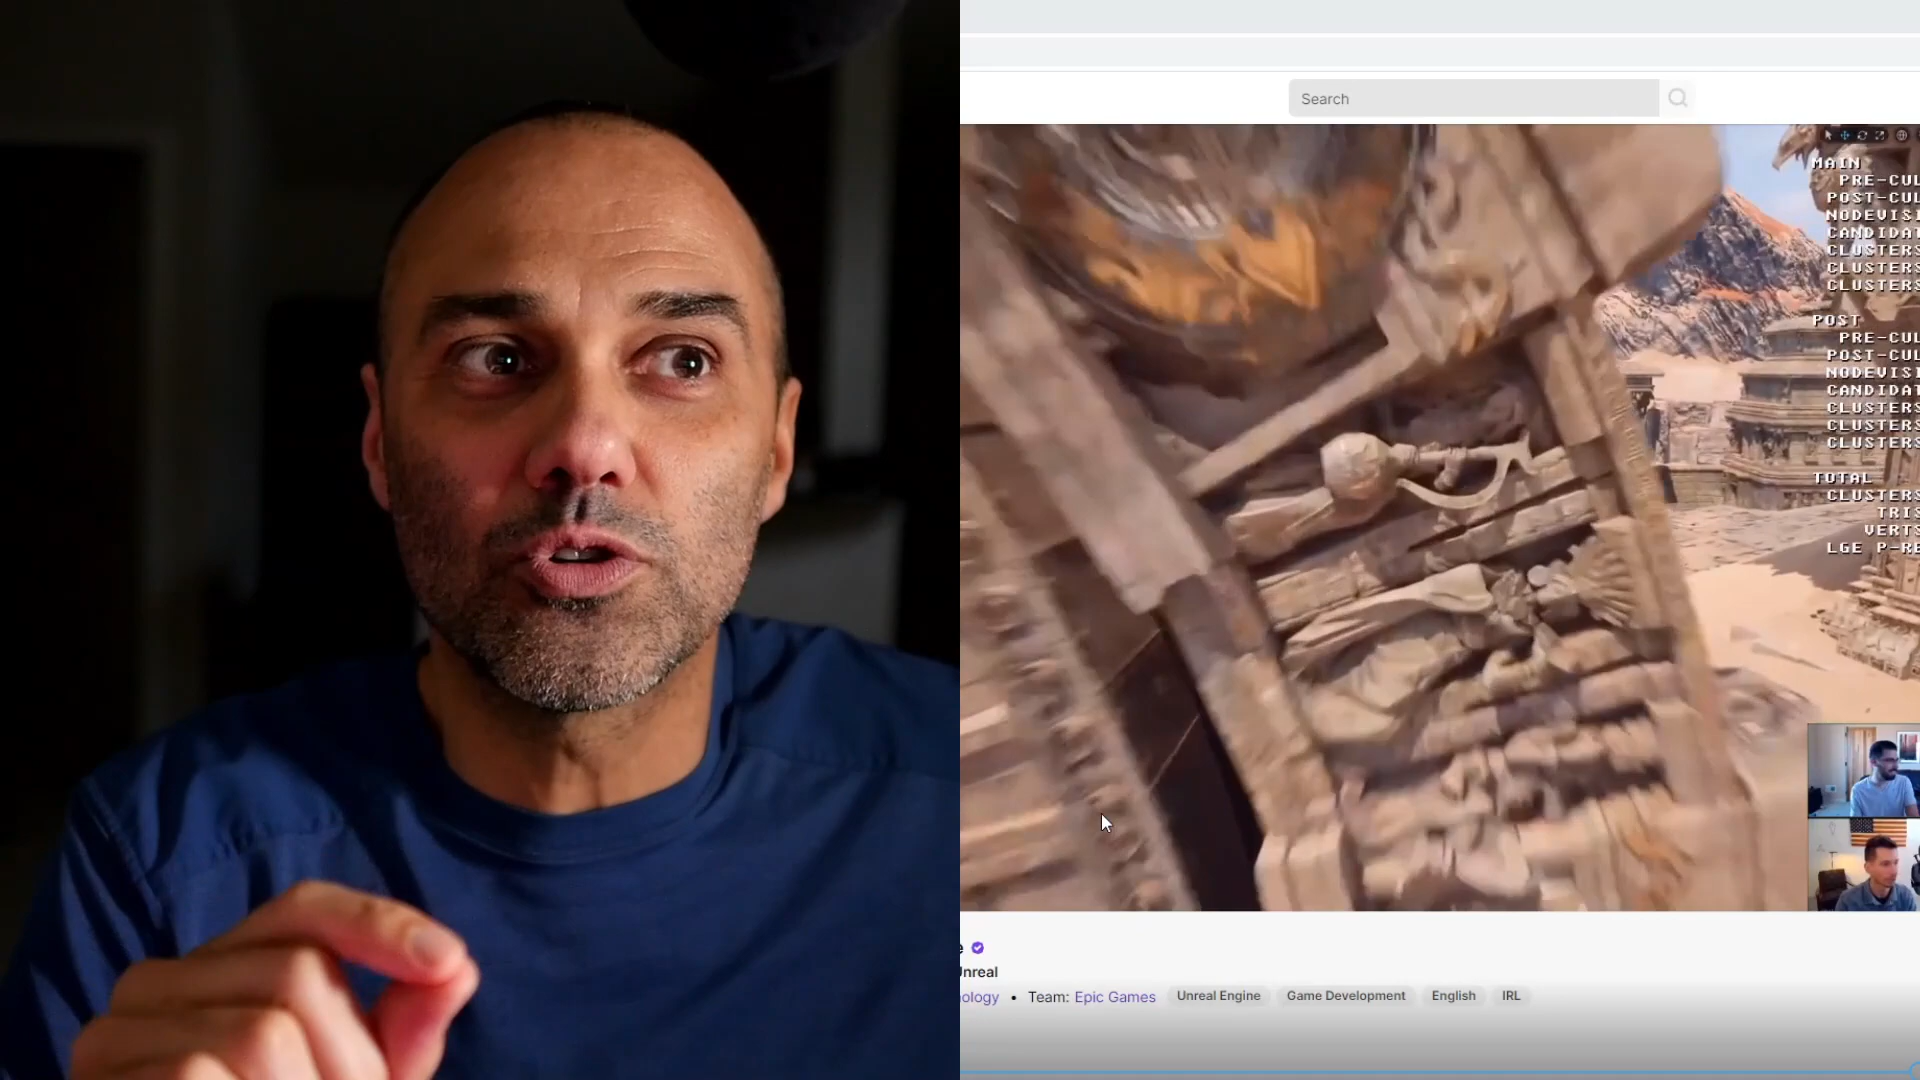 Search
MAIN
PRE-CUL
POST-CUL
NODEVISI
CANDIDAT
CLUSTERS
CLUSTERS
CLUSTERS
POST
PRE-CUL
POST-CUL
NODEVISI
CANDIDAT
CLUSTERS
CLUSTERS
CLUSTERS
TOTAL
CLUSTERS
TRIS
VERTS
LGE P-RE
e
Unreal
ology • Team: Epic Games Unreal Engine Game Development English IRL